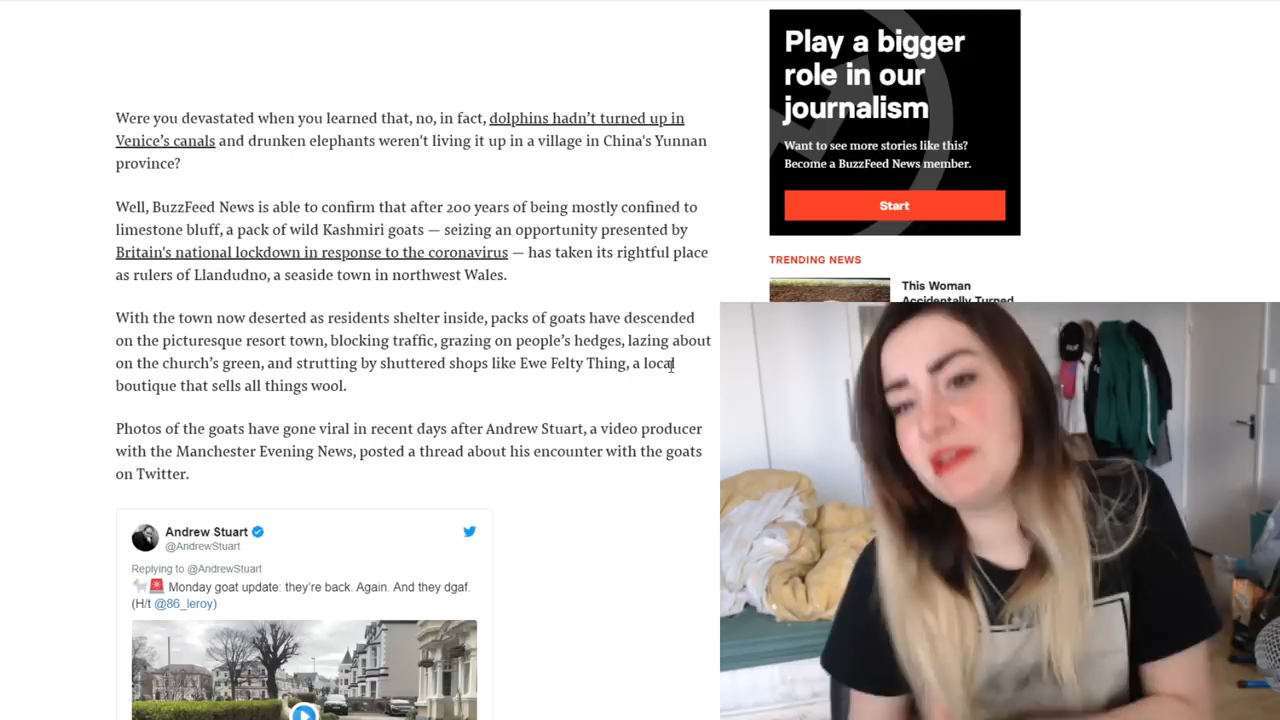 Were you devastated when you learned that, no, in fact, dolphins hadn’t turned up in
Venice’s canals and drunken elephants weren't living it up in a village in China's Yunnan
province?
Well, BuzzFeed News is able to confirm that after 200 years of being mostly confined to
limestone bluff, a pack of wild Kashmiri goats — seizing an opportunity presented by
Britain's national lockdown in response to the coronavirus — has taken its rightful place
as rulers of Llandudno, a seaside town in northwest Wales.
With the town now deserted as residents shelter inside, packs of goats have descended
on the picturesque resort town, blocking traffic, grazing on people’s hedges, lazing about
on the church’s green, and strutting by shuttered shops like Ewe Felty Thing, a local
boutique that sells all things wool.
Photos of the goats have gone viral in recent days after Andrew Stuart, a video producer
with the Manchester Evening News, posted a thread about his encounter with the goats
on Twitter.
Andrew Stuart
@AndrewStuart
Replying to @AndrewStuart
🐐🚨 Monday goat update: they’re back. Again. And they dgaf.
(H/t @86_leroy)
Play a bigger
role in our
journalism
Want to see more stories like this?
Become a BuzzFeed News member.
Start
TRENDING NEWS
This Woman
Accidentally Turned